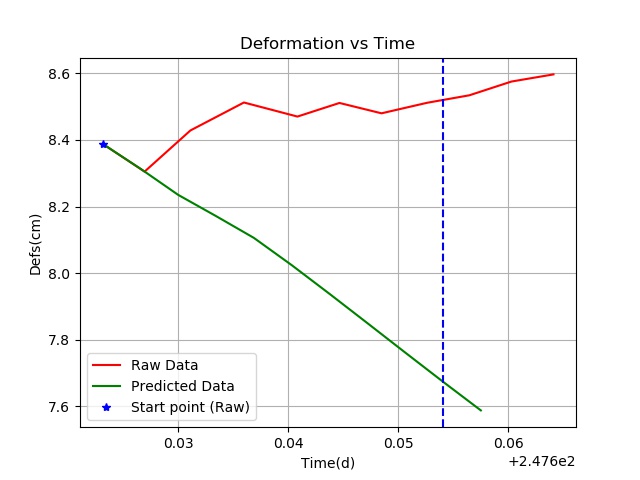 Deformation vs Time
8.6
8.4
8.2
8.0
7.8
7.6
Defs(cm)
Raw Data
Predicted Data
Start point (Raw)
0.03 0.04 0.05 0.06
Time(d)
+2.476e2